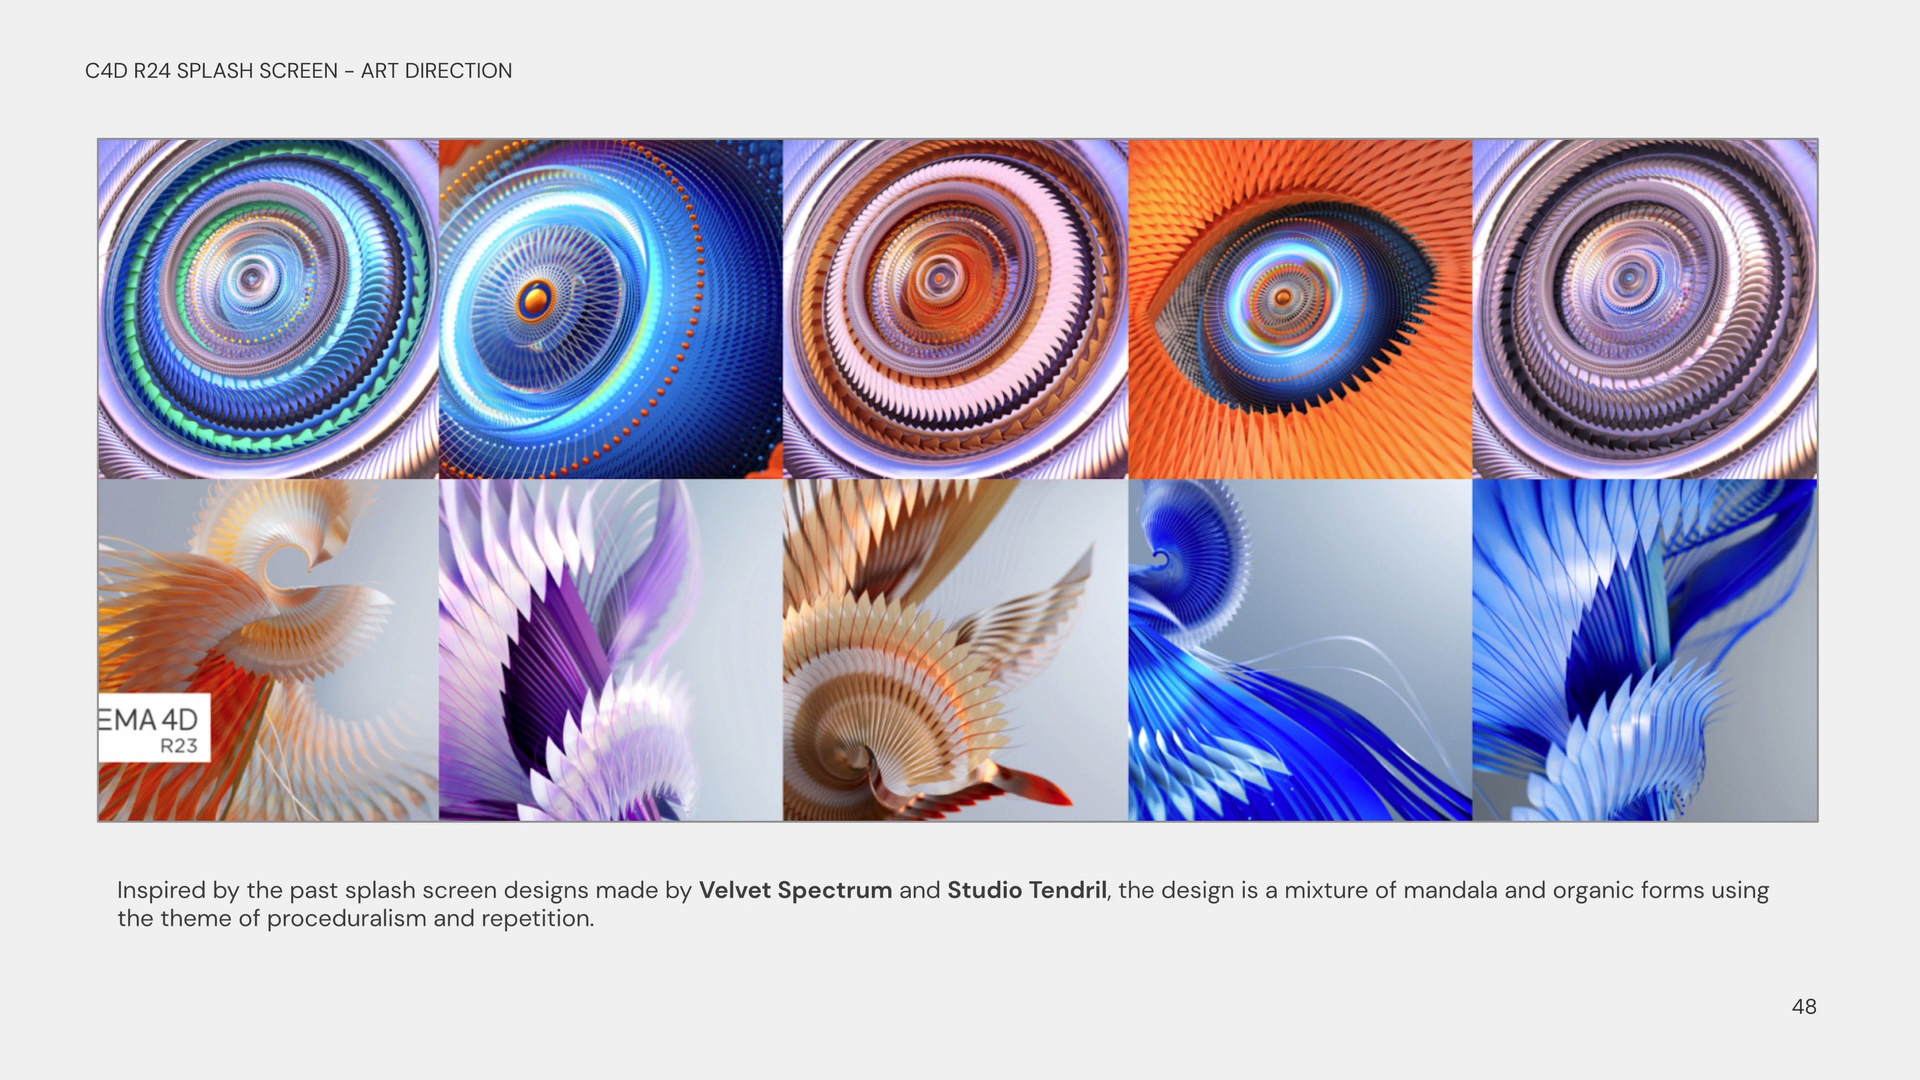 C4D R24 SPLASH SCREEN - ART DIRECTION
EMA 4D
R23
Inspired by the past splash screen designs made by Velvet Spectrum and Studio Tendril, the design is a mixture of mandala and organic forms using
the theme of proceduralism and repetition.
48